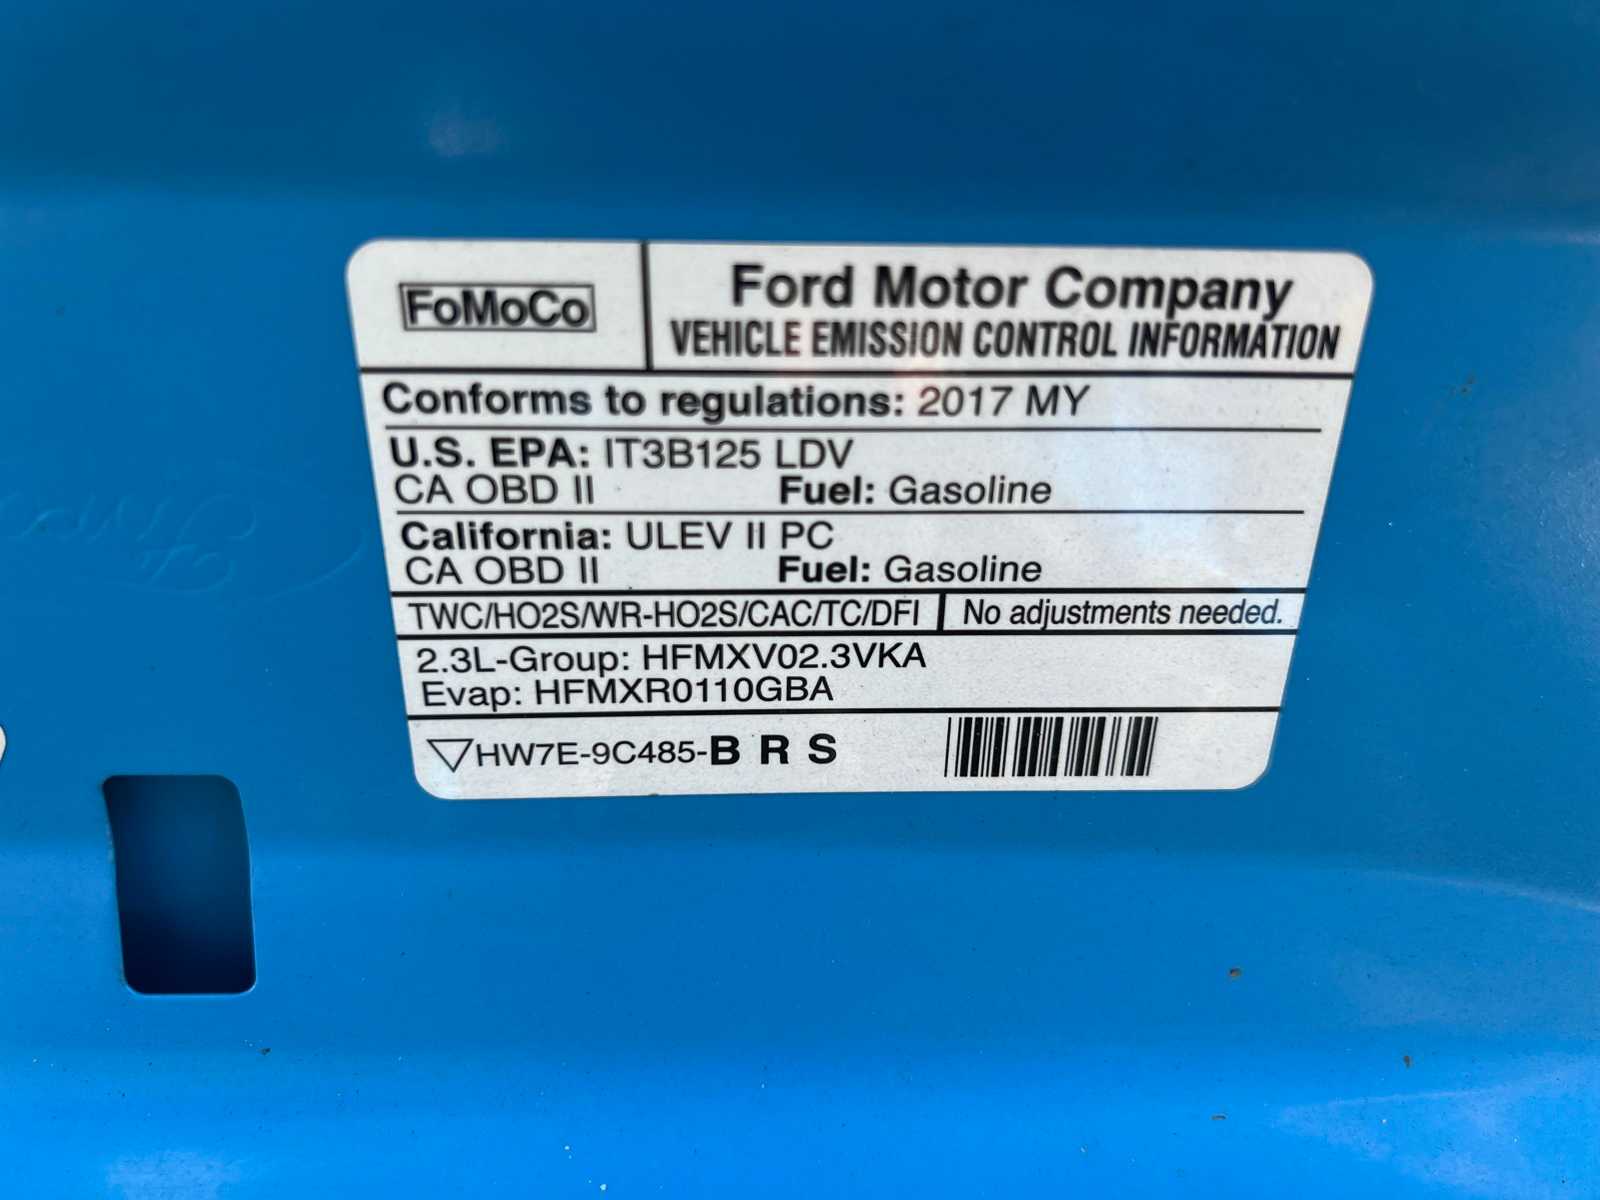 FoMoCo
Ford Motor Company
VEHICLE EMISSION CONTROL INFORMATION
Conforms to regulations: 2017 MY
U.S. EPA: IT3B125 LDV
CA OBD II Fuel: Gasoline
California: ULEV II PC
CA OBD II Fuel: Gasoline
TWC/HO2S/WR-HO2S/CAC/TC/DFI No adjustments needed.
2.3L-Group: HFMXV02.3VKA
Evap: HFMXR0110GBA
HW7E-9C485-B R S